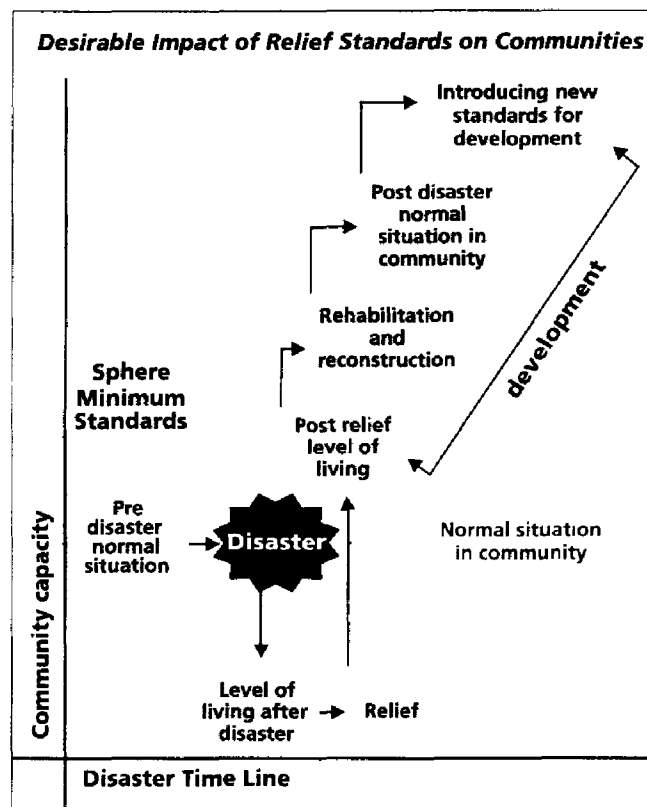 Desirable Impact of Relief Standards on Communities
Introducing new
standards for
development
Post disaster
normal
situation in
community
development
Rehabilitation
and
reconstruction
Sphere
Minimum
Standards
Post relief
level of
living
Pre
disaster
normal
situation
Disaster
Normal situation
in community
Community capacity
Level of
living after
disaster
Relief
Disaster Time Line